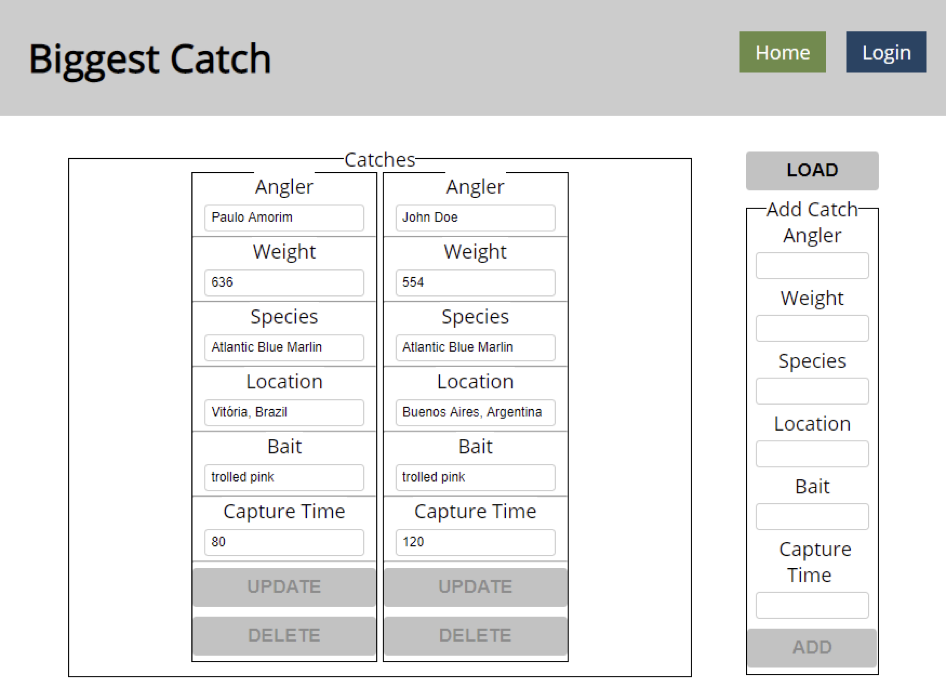 Biggest Catch
Home
Login
Catches
Angler
Paulo Amorim
Weight
636
Species
Atlantic Blue Marlin
Location
Vitória, Brazil
Bait
trolled pink
Capture Time
80
UPDATE
DELETE
Angler
John Doe
Weight
554
Species
Atlantic Blue Marlin
Location
Buenos Aires, Argentina
Bait
trolled pink
Capture Time
120
UPDATE
DELETE
LOAD
Add Catch
Angler
Weight
Species
Location
Bait
Capture
Time
ADD